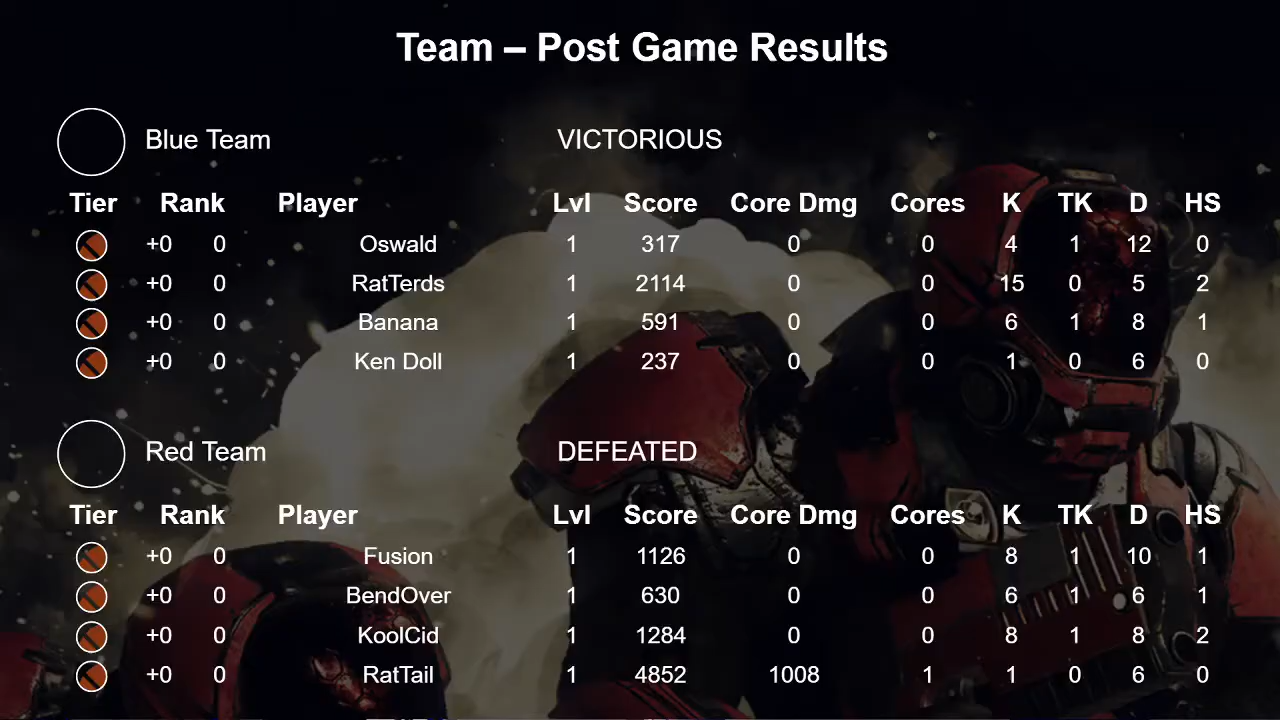 Team – Post Game Results
Blue Team VICTORIOUS
Tier Rank Player Lvl Score Core Dmg Cores K TK D HS
+0 0 Oswald 1 317 0 0 4 1 12 0
+0 0 RatTerds 1 2114 0 0 15 0 5 2
+0 0 Banana 1 591 0 0 6 1 8 1
+0 0 Ken Doll 1 237 0 0 1 0 6 0
Red Team DEFEATED
Tier Rank Player Lvl Score Core Dmg Cores K TK D HS
+0 0 Fusion 1 1126 0 0 8 1 10 1
+0 0 BendOver 1 630 0 0 6 1 6 1
+0 0 KoolCid 1 1284 0 0 8 1 8 2
+0 0 RatTail 1 4852 1008 1 1 0 6 0